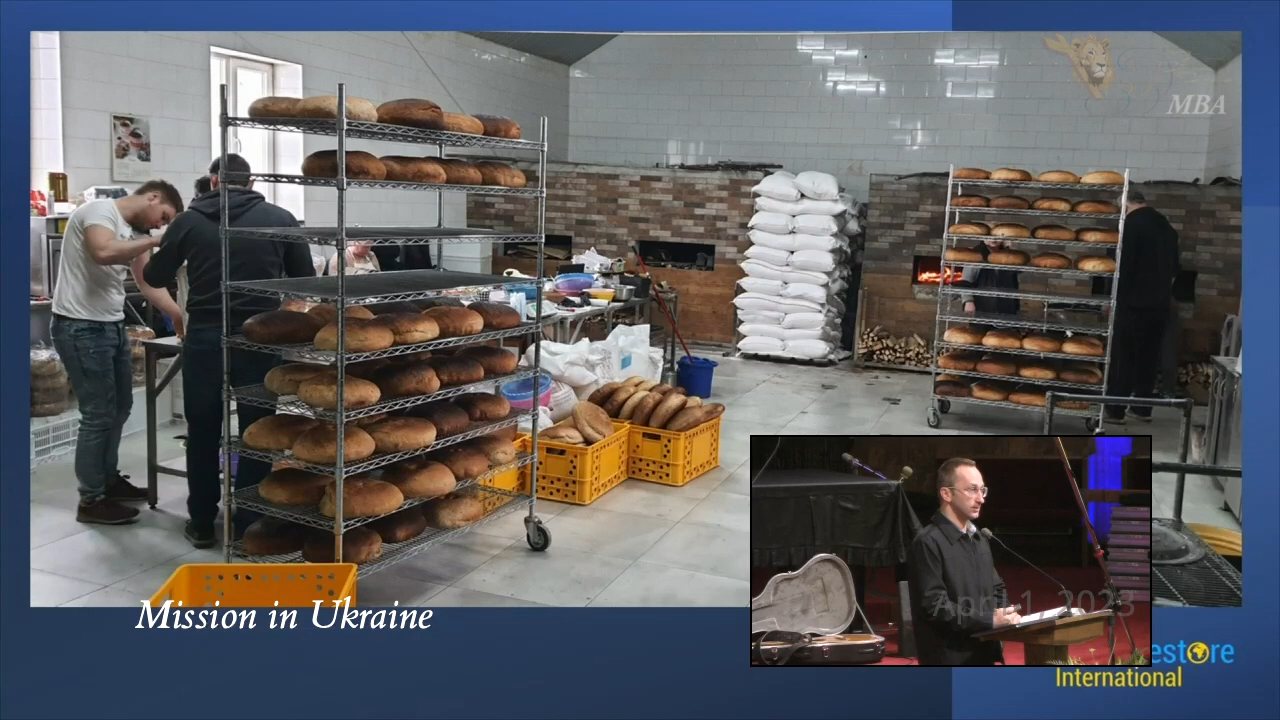 MBA
Mission in Ukraine
April 1, 2023
estore
International